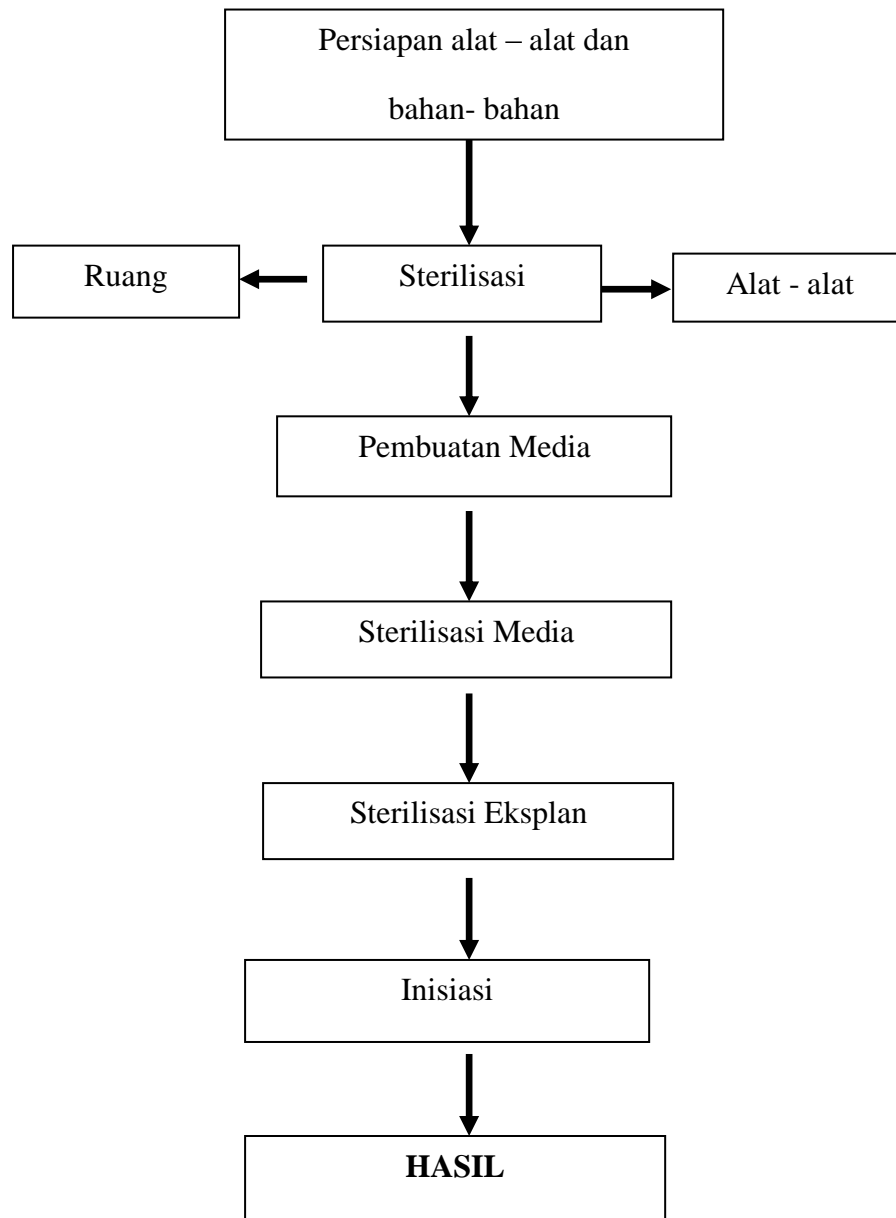 Persiapan alat – alat dan
bahan- bahan
Ruang
Sterilisasi
Alat - alat
Pembuatan Media
Sterilisasi Media
Sterilisasi Eksplan
Inisiasi
HASIL